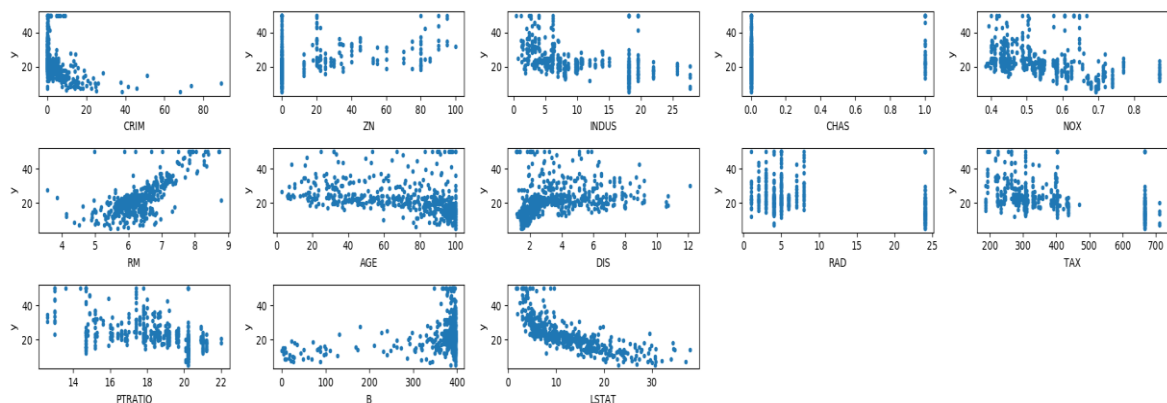 y 40 20 0 20 40 60 80 CRIM
y 40 20 0 20 40 60 80 100 ZN
y 40 20 0 5 10 15 20 25 INDUS
y 40 20 0.0 0.2 0.4 0.6 0.8 1.0 CHAS
y 40 20 0.4 0.5 0.6 0.7 0.8 NOX
y 40 20 4 5 6 7 8 9 RM
y 40 20 0 20 40 60 80 100 AGE
y 40 20 2 4 6 8 10 12 DIS
y 40 20 0 5 10 15 20 25 RAD
y 40 20 200 300 400 500 600 700 TAX
y 40 20 14 16 18 20 22 PTRATIO
y 40 20 0 100 200 300 400 B
y 40 20 0 10 20 30 LSTAT